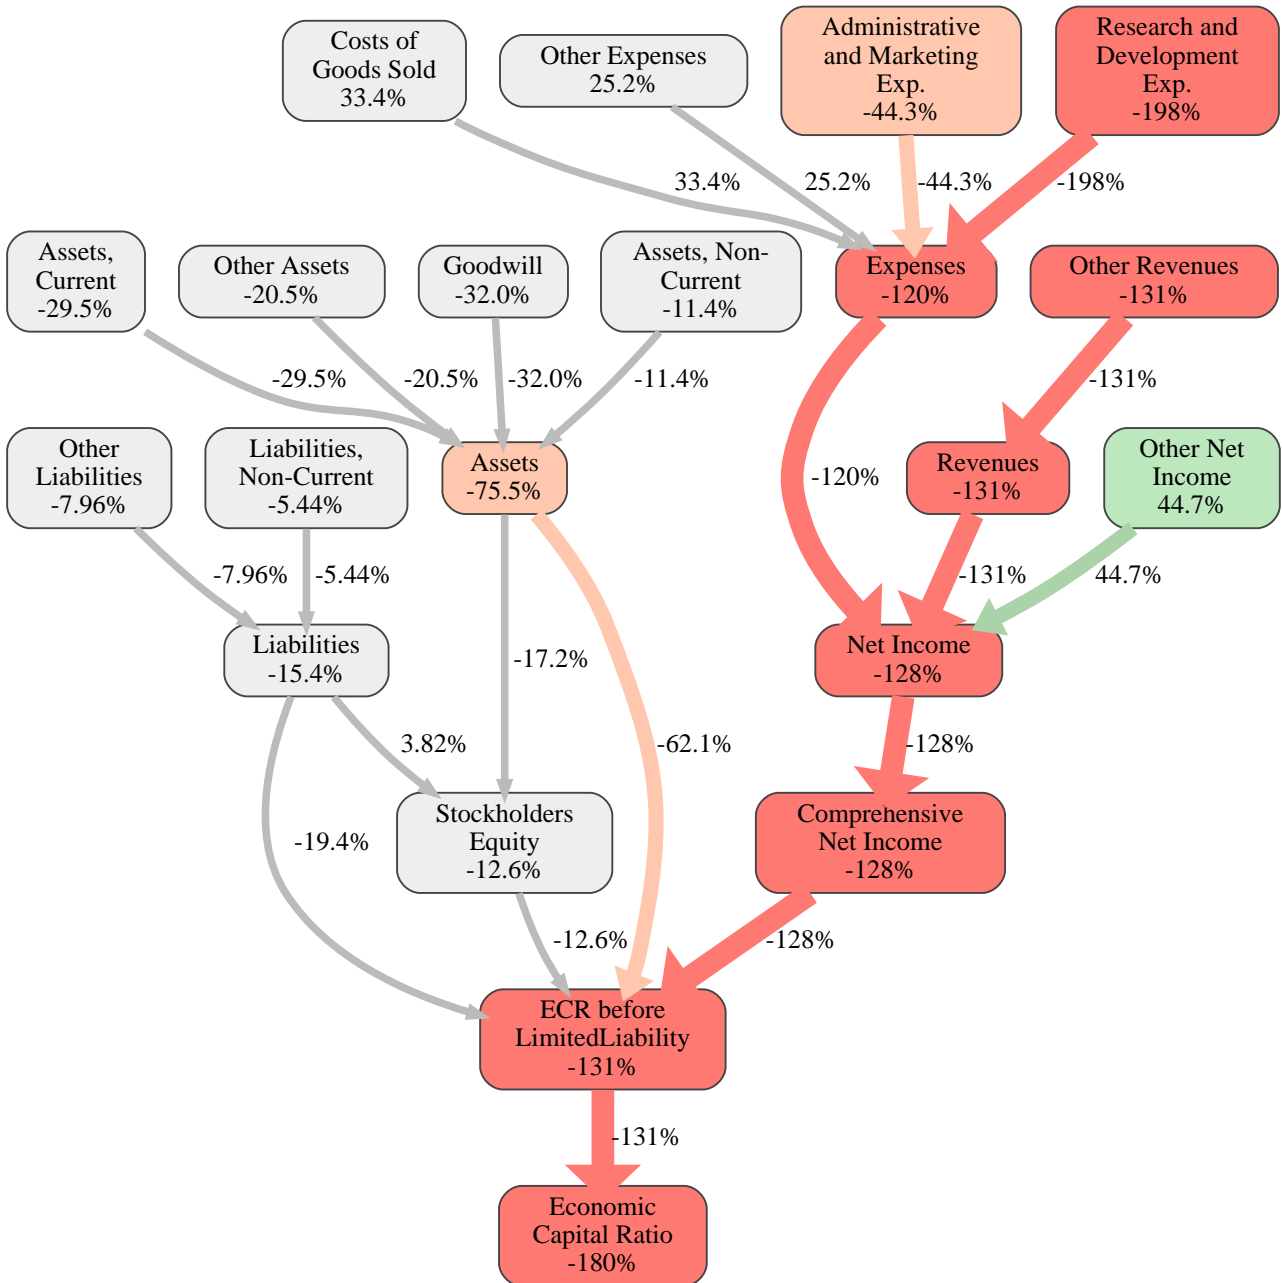 Costs of
Goods Sold
33.4%
Other Expenses
25.2%
Administrative
and Marketing
Exp.
-44.3%
Research and
Development
Exp.
-198%
33.4%
25.2%
-44.3%
-198%
Assets,
Current
-29.5%
Other Assets
-20.5%
Goodwill
-32.0%
Assets, Non-
Current
-11.4%
Expenses
-120%
Other Revenues
-131%
-29.5%
-20.5%
-32.0%
-11.4%
-131%
Other
Liabilities
-7.96%
Liabilities,
Non-Current
-5.44%
Assets
-75.5%
-120%
Revenues
-131%
Other Net
Income
44.7%
-7.96%
-5.44%
-131%
44.7%
Liabilities
-15.4%
-17.2%
Net Income
-128%
3.82%
-62.1%
-128%
-19.4%
Stockholders
Equity
-12.6%
Comprehensive
Net Income
-128%
-12.6%
-128%
ECR before
LimitedLiability
-131%
-131%
Economic
Capital Ratio
-180%